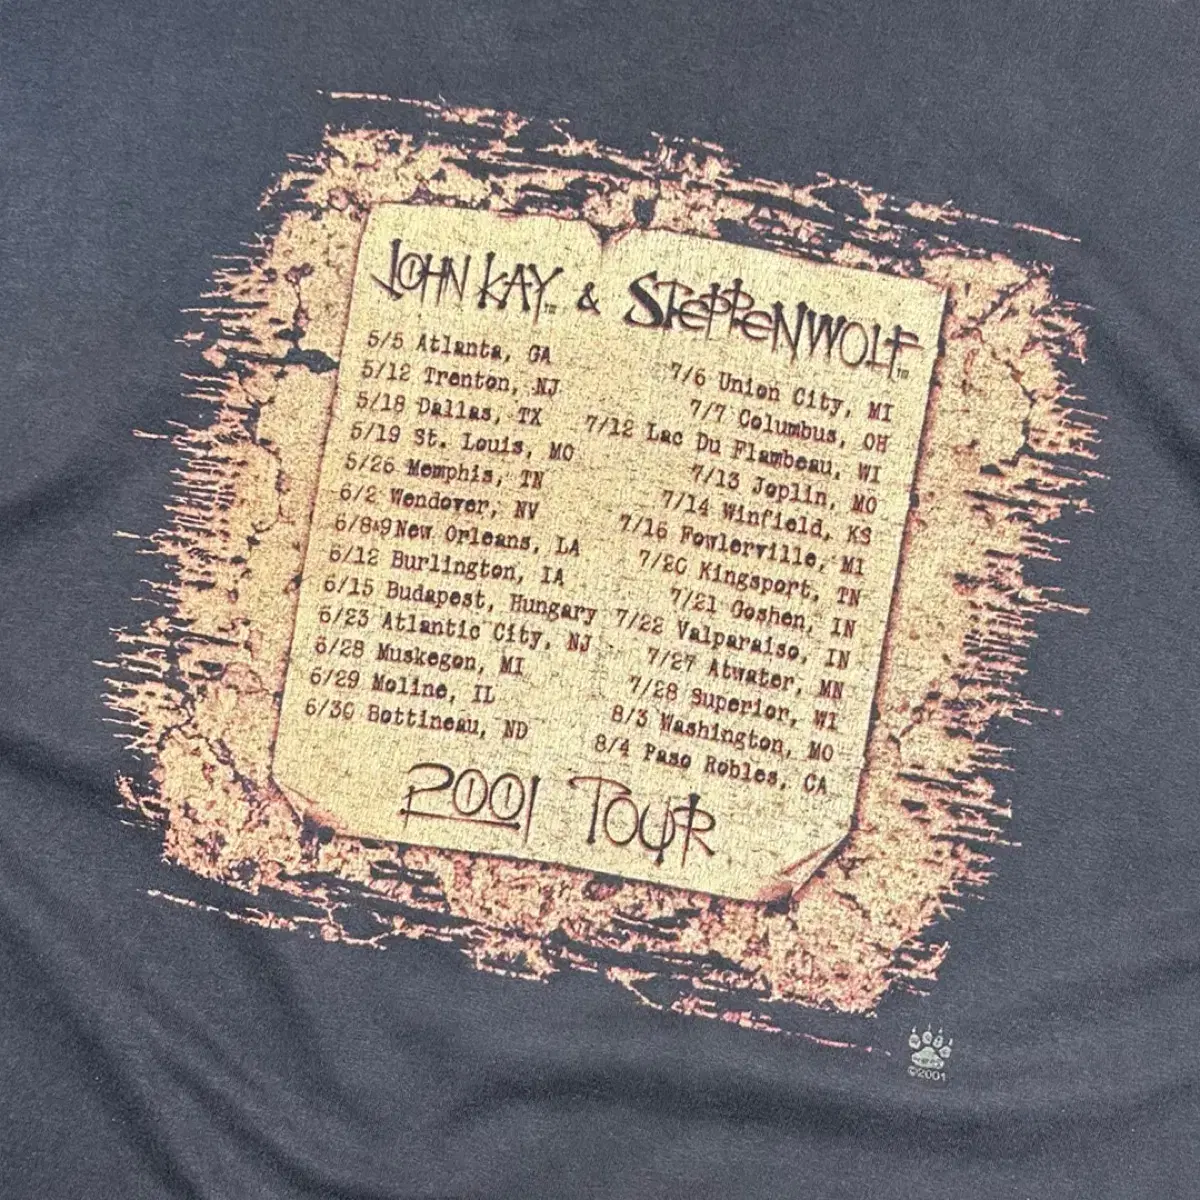 JOHN KAY™ & STEPPENWOLF™
5/5 Atlanta, GA
5/12 Trenton, NJ
5/18 Dallas, TX
5/19 St. Louis, MO
5/26 Memphis, TN
6/2 Wendover, NV
6/8&9 New Orleans, LA
6/12 Burlington, IA
6/15 Budapest, Hungary
6/23 Atlantic City, NJ
6/28 Muskegon, MI
6/29 Moline, IL
6/30 Bottineau, ND
7/6 Union City, MI
7/7 Columbus, OH
7/12 Lac Du Flambeau, WI
7/13 Joplin, MO
7/14 Winfield, KS
7/16 Fowlerville, MI
7/20 Kingsport, TN
7/21 Goshen, IN
7/22 Valparaiso, IN
7/27 Atwater, MN
7/28 Superior, WI
8/3 Washington, MO
8/4 Paso Robles, CA
2001 TOUR
©2001